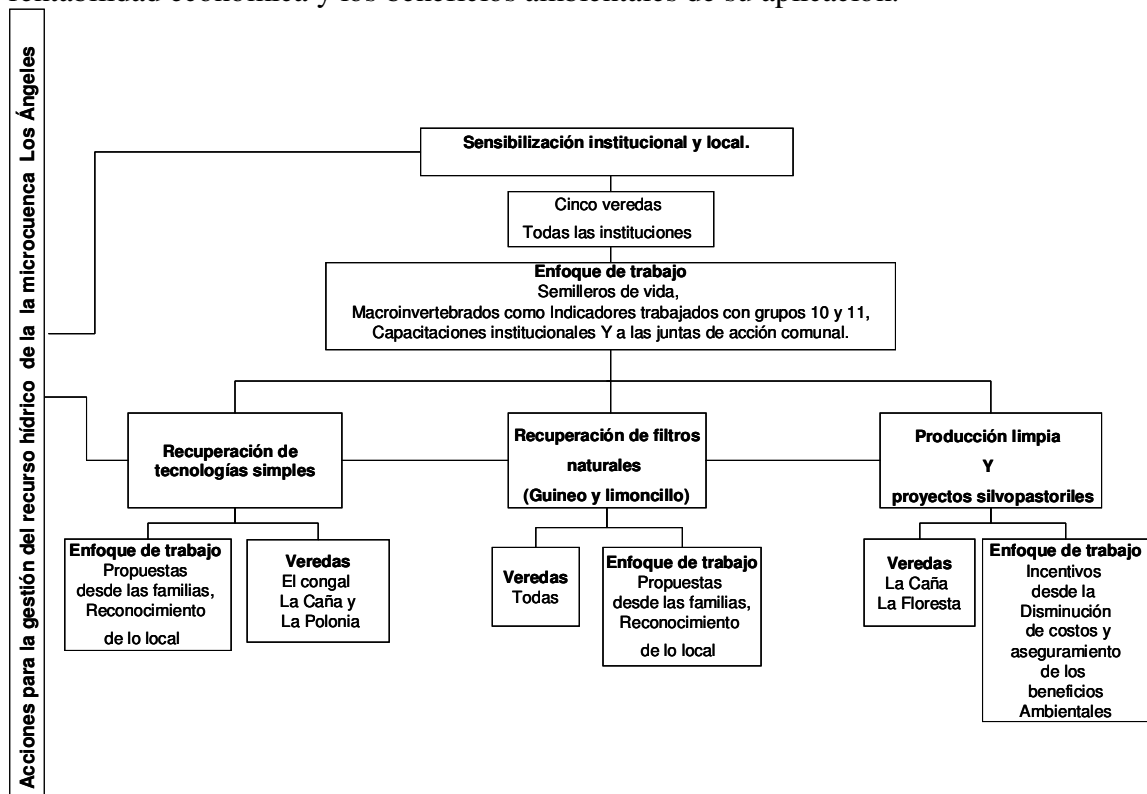 rentabilidad económica y los beneficios ambientales de su aplicación.
Acciones para la gestión del recurso hídrico de la la microcuenca Los Ángeles
Sensibilización institucional y local.
Cinco veredas
Todas las instituciones
Enfoque de trabajo
Semilleros de vida,
Macroinvertebrados como Indicadores trabajados con grupos 10 y 11,
Capacitaciones institucionales Y a las juntas de acción comunal.
Recuperación de
tecnologías simples
Enfoque de trabajo
Propuestas
desde las familias,
Reconocimiento
de lo local
Veredas
El congal
La Caña y
La Polonia
Recuperación de filtros
naturales
(Guineo y limoncillo)
Veredas
Todas
Enfoque de trabajo
Propuestas
desde las familias,
Reconocimiento
de lo local
Producción limpia
Y
proyectos silvopastoriles
Veredas
La Caña
La Floresta
Enfoque de trabajo
Incentivos
desde la
Disminución
de costos y
aseguramiento
de los
beneficios
Ambientales